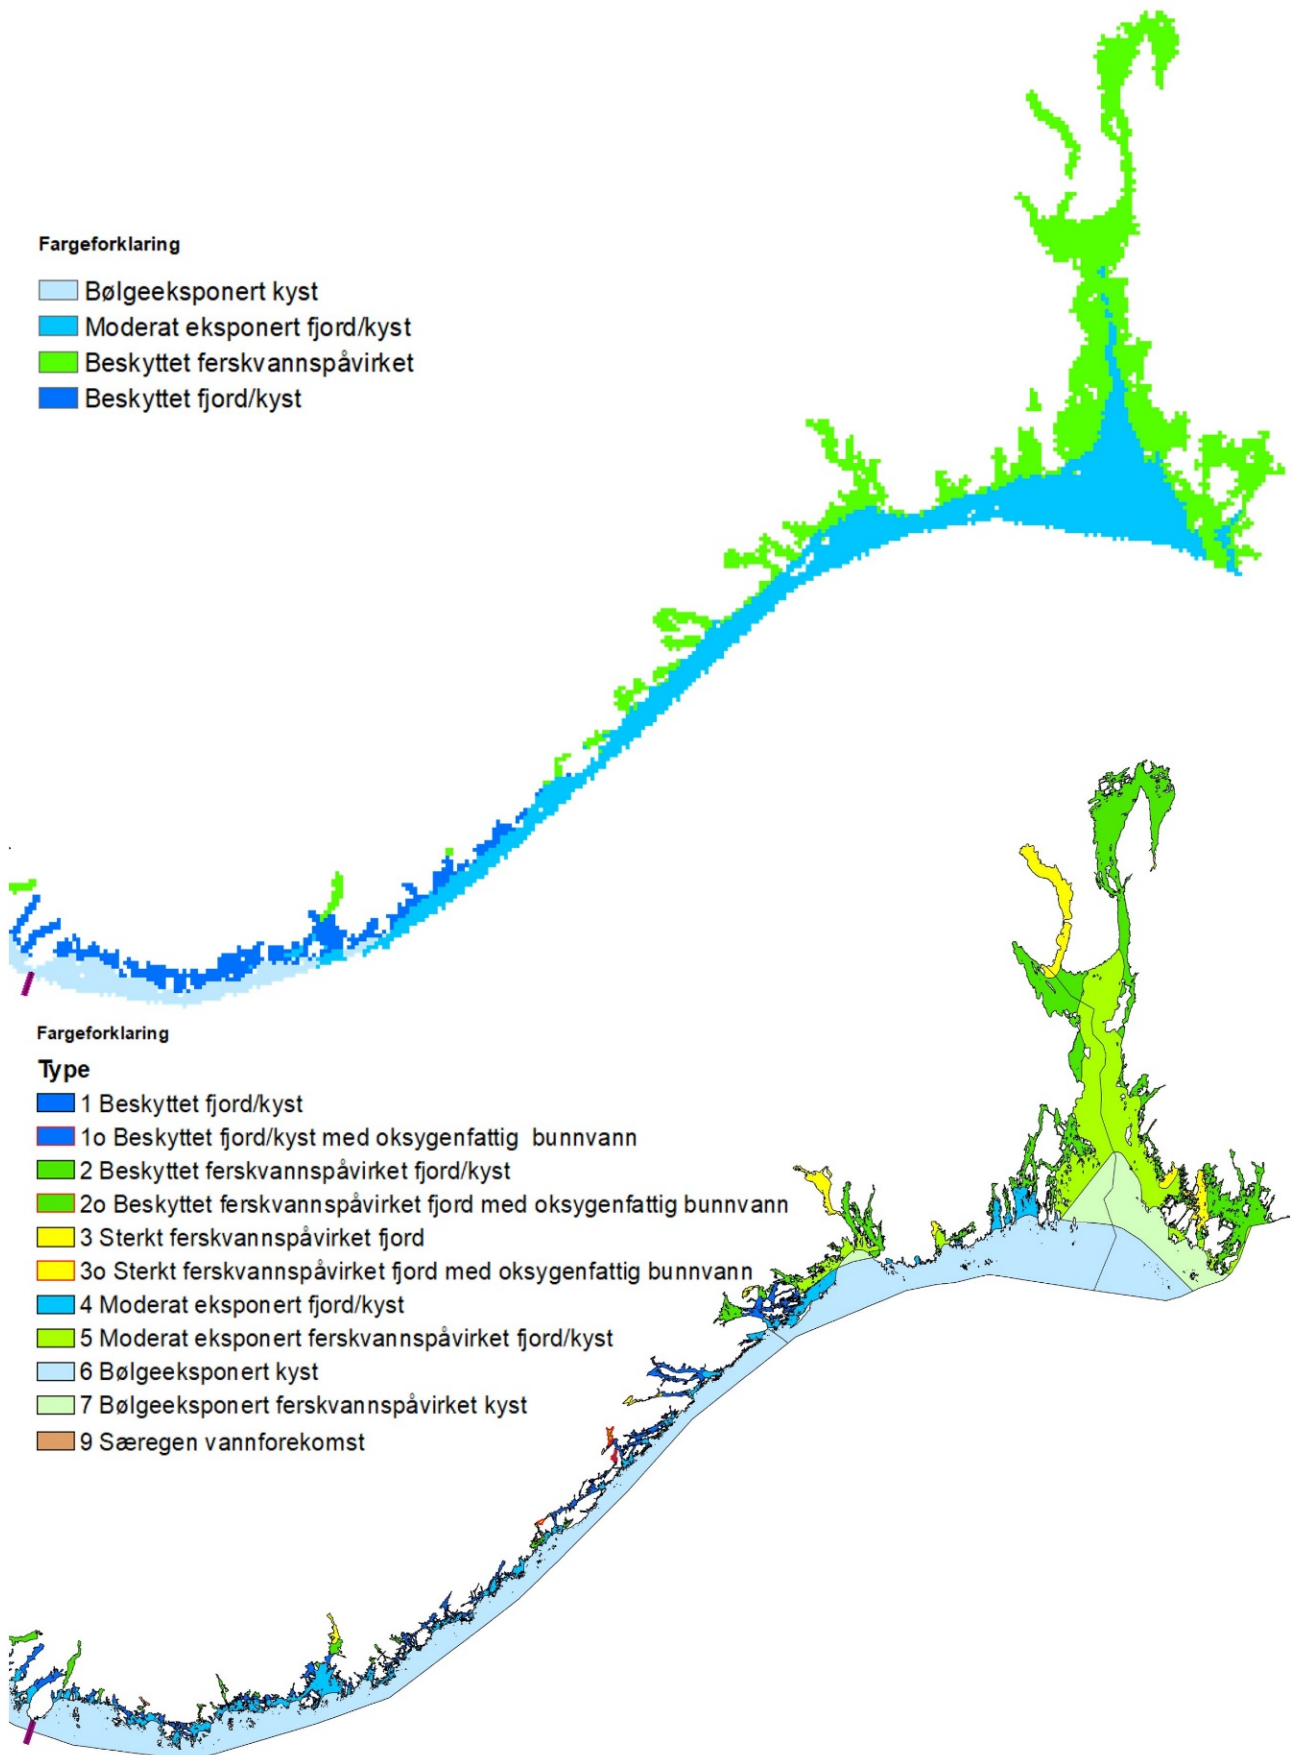 Fargeforklaring
Bølgeeksponert kyst
Moderat eksponert fjord/kyst
Beskyttet ferskvannspåvirket
Beskyttet fjord/kyst
Fargeforklaring
Type
1 Beskyttet fjord/kyst
1o Beskyttet fjord/kyst med oksygenfattig bunnvann
2 Beskyttet ferskvannspåvirket fjord/kyst
2o Beskyttet ferskvannspåvirket fjord med oksygenfattig bunnvann
3 Sterkt ferskvannspåvirket fjord
3o Sterkt ferskvannspåvirket fjord med oksygenfattig bunnvann
4 Moderat eksponert fjord/kyst
5 Moderat eksponert ferskvannspåvirket fjord/kyst
6 Bølgeeksponert kyst
7 Bølgeeksponert ferskvannspåvirket kyst
9 Særegen vannforekomst